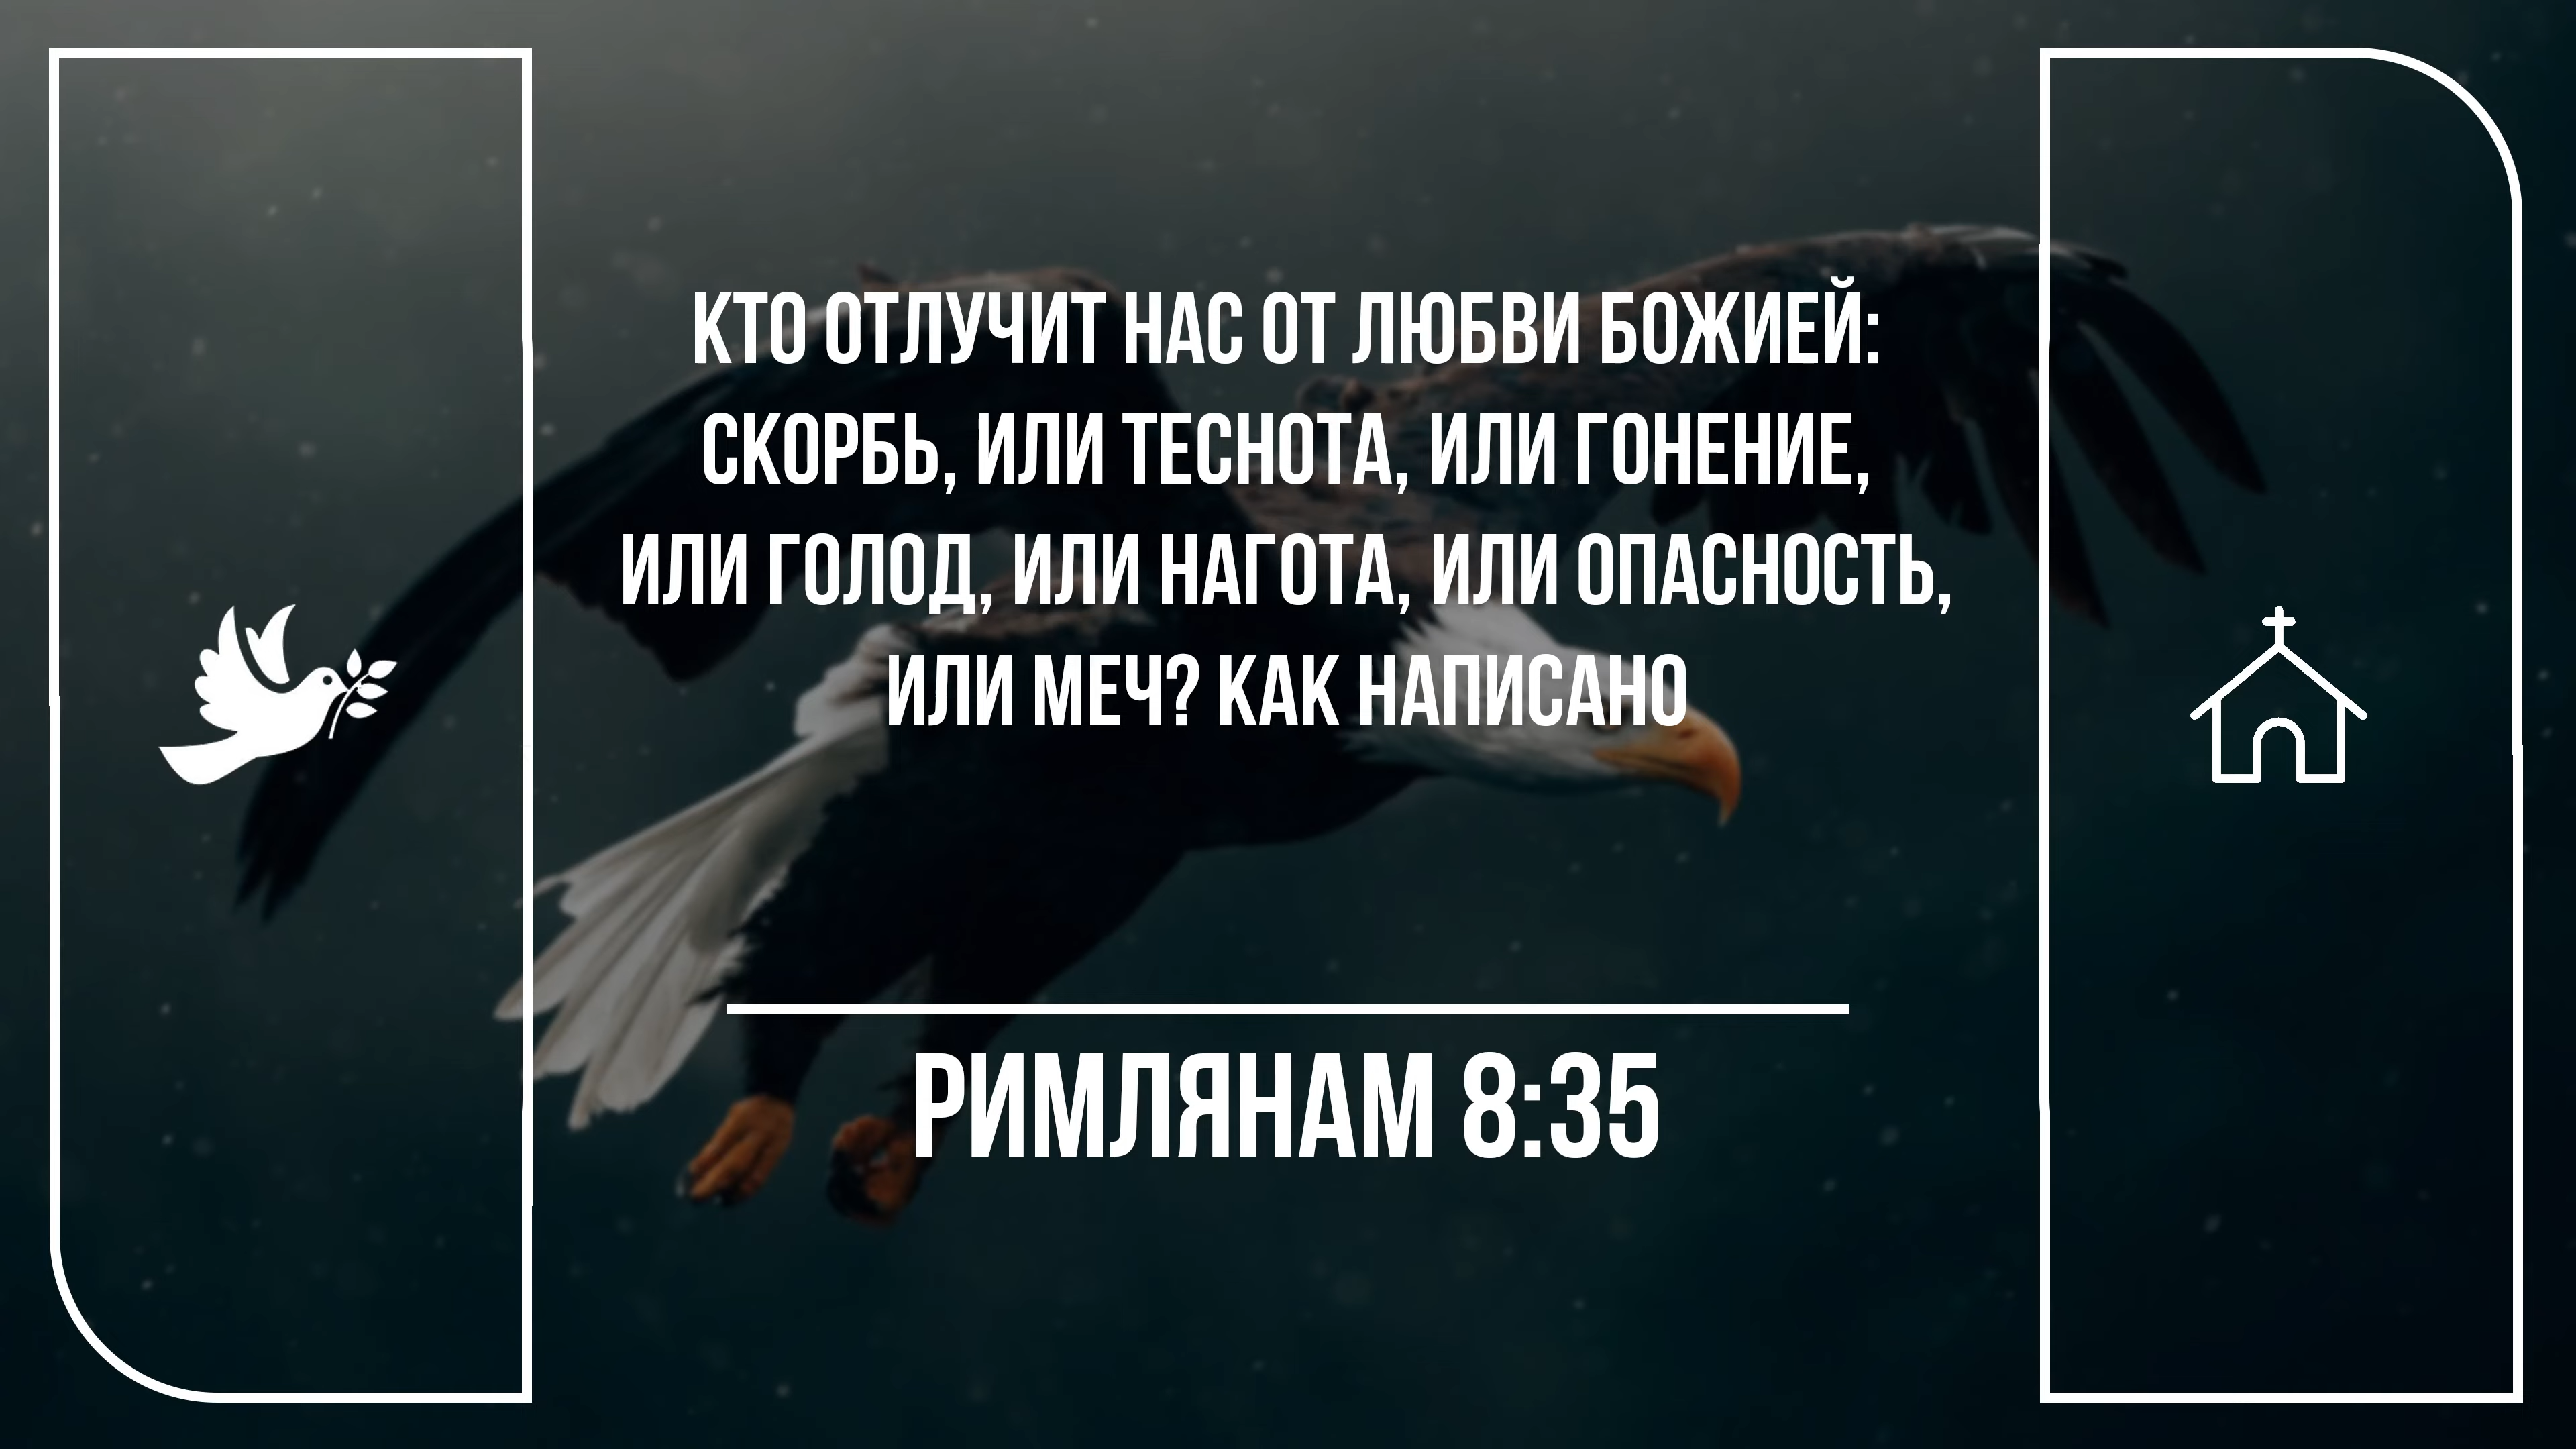 КТО ОТЛУЧИТ НАС ОТ ЛЮБВИ БОЖИЕЙ:
СКОРБЬ, ИЛИ ТЕСНОТА, ИЛИ ГОНЕНИЕ,
ИЛИ ГОЛОД, ИЛИ НАГОТА, ИЛИ ОПАСНОСТЬ,
ИЛИ МЕЧ? КАК НАПИСАНО
РИМЛЯНАМ 8:35